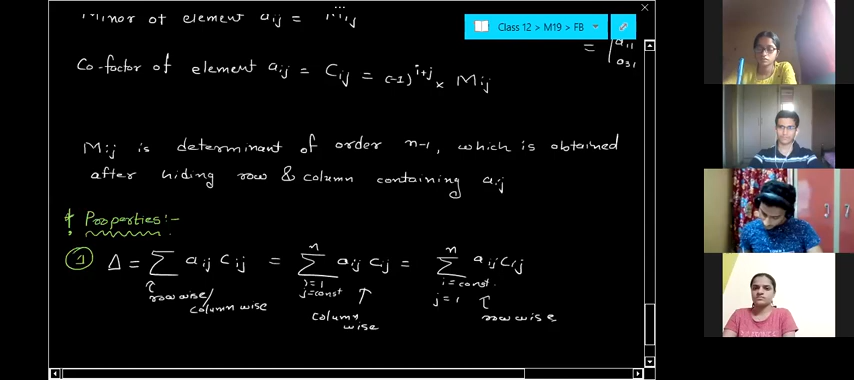 Minor of element aij = Mij
Class 12 > M19 > FB
= | a11
a31
Co-factor of element aij = Cij = (-1)^i+j × Mij
Mij is determinant of order n-1, which is obtained
after hiding row & column containing aij
* Properties:-
① Δ = Σ aij cij = Σ aij cij = Σ aij cij
n
n
i=1
j=const
i=const.
j=1
↑ row wise/
column wise
↑
column
wise
↑ row wise